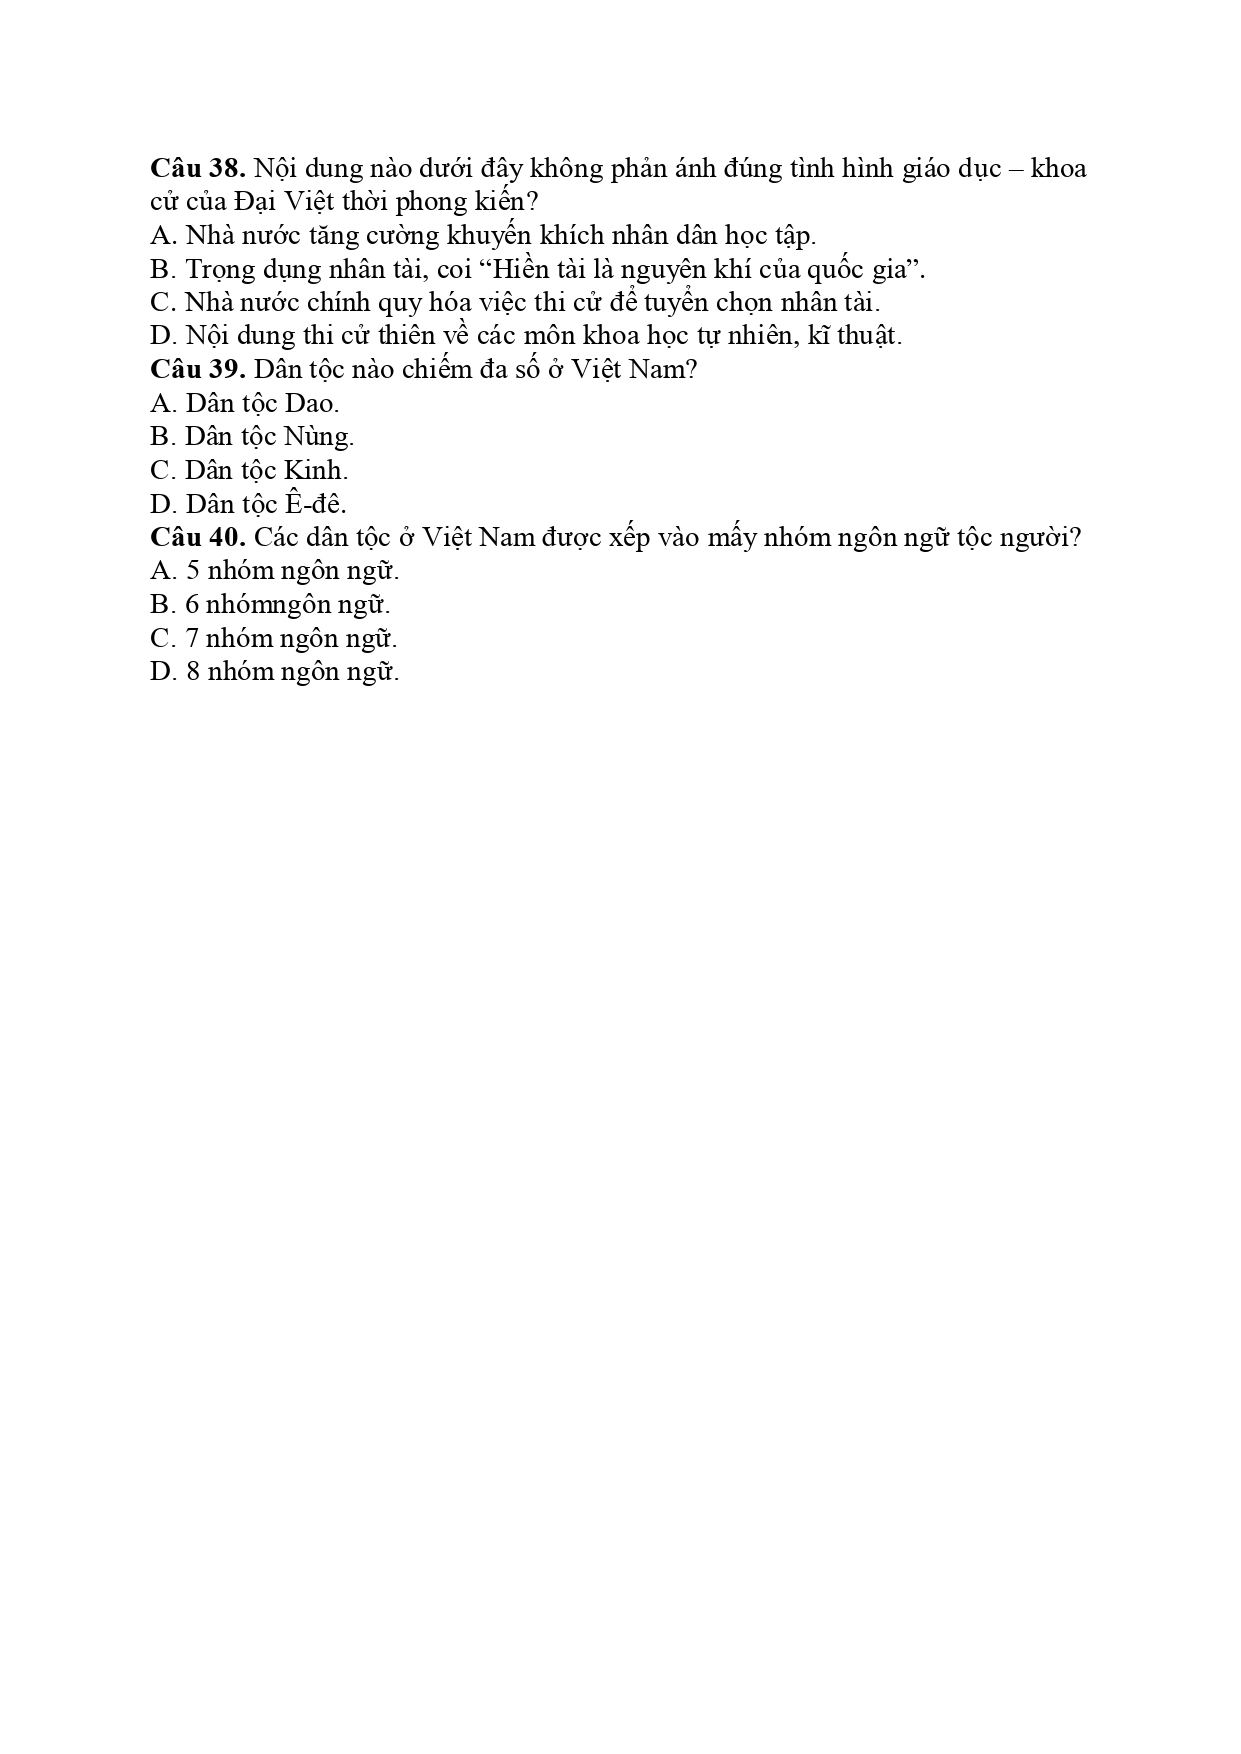 Câu 38. Nội dung nào dưới đây không phản ánh đúng tình hình giáo dục – khoa
cử của Đại Việt thời phong kiến?
A. Nhà nước tăng cường khuyến khích nhân dân học tập.
B. Trọng dụng nhân tài, coi “Hiền tài là nguyên khí của quốc gia”.
C. Nhà nước chính quy hóa việc thi cử để tuyển chọn nhân tài.
D. Nội dung thi cử thiên về các môn khoa học tự nhiên, kĩ thuật.
Câu 39. Dân tộc nào chiếm đa số ở Việt Nam?
A. Dân tộc Dao.
B. Dân tộc Nùng.
C. Dân tộc Kinh.
D. Dân tộc Ê-đê.
Câu 40. Các dân tộc ở Việt Nam được xếp vào mấy nhóm ngôn ngữ tộc người?
A. 5 nhóm ngôn ngữ.
B. 6 nhómngôn ngữ.
C. 7 nhóm ngôn ngữ.
D. 8 nhóm ngôn ngữ.